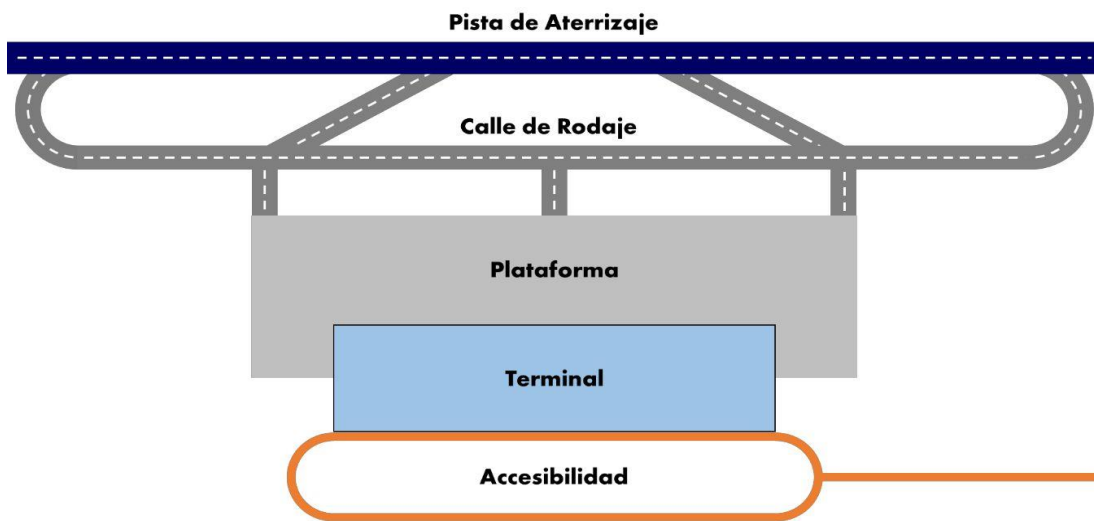 Pista de Aterrizaje
Calle de Rodaje
Plataforma
Terminal
Accesibilidad